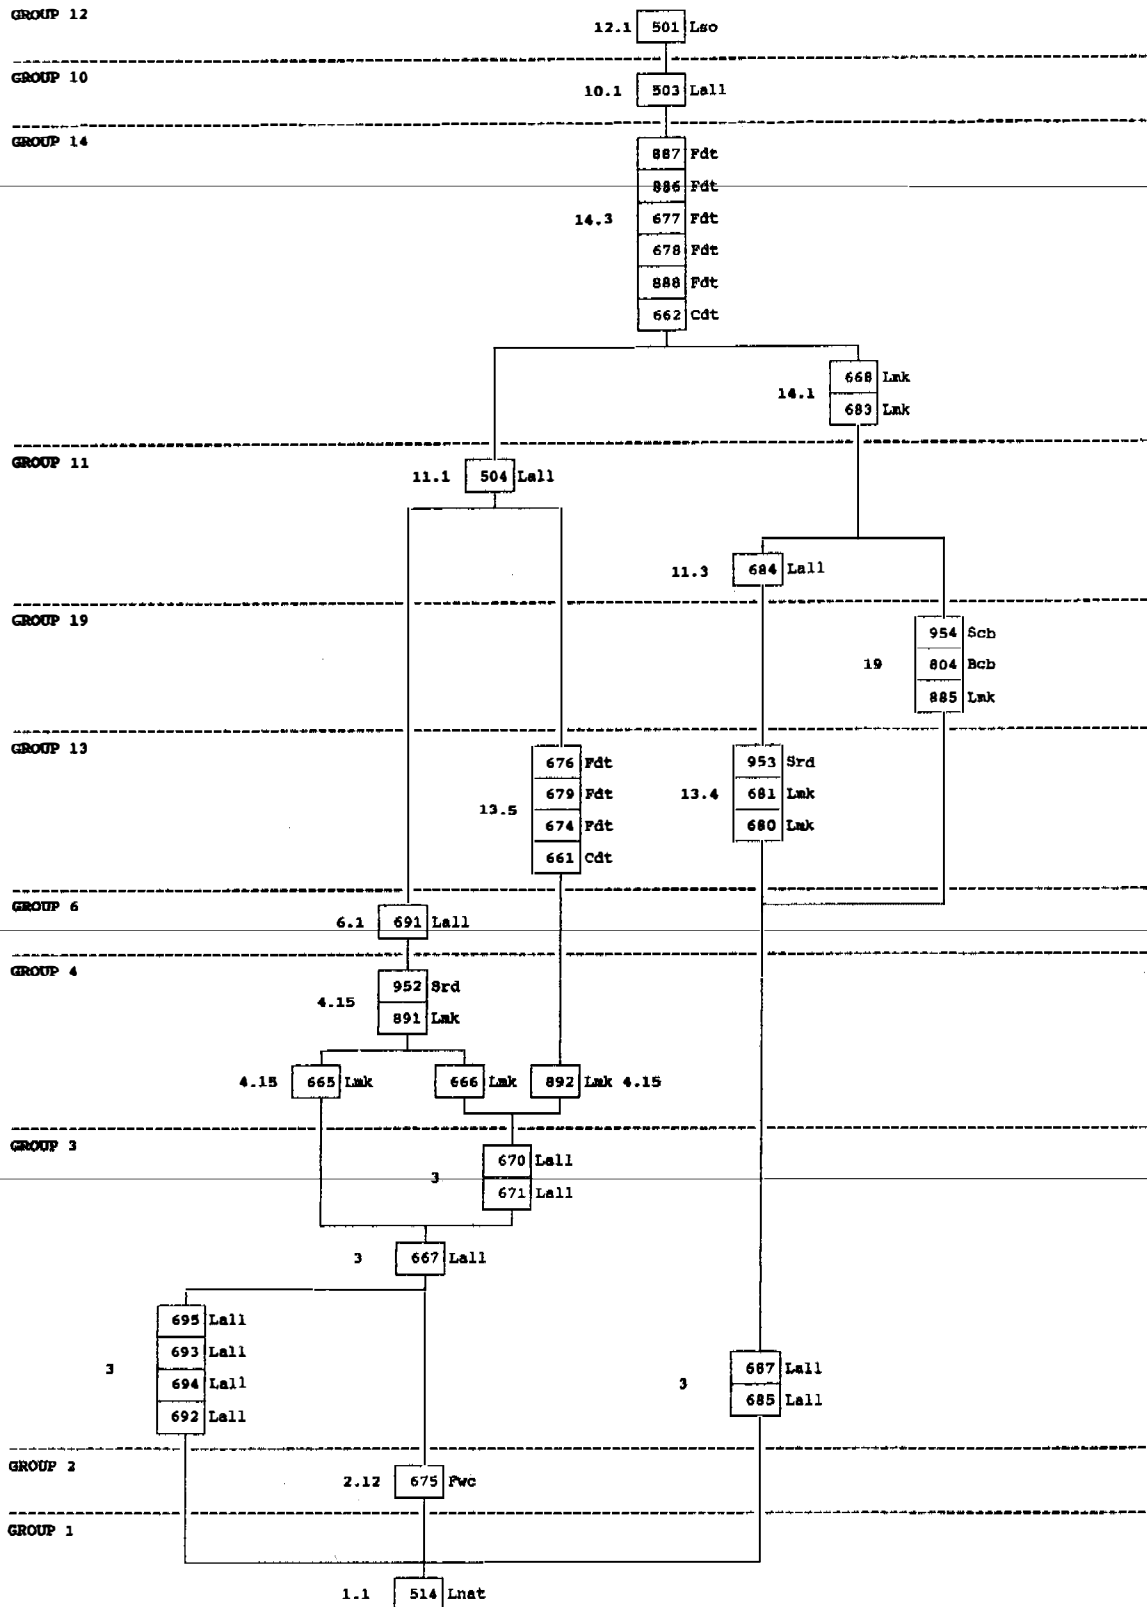 GROUP 12
12.1 501 Lso
GROUP 10
10.1 503 Lall
GROUP 14
887 Fdt
886 Fdt
14.3 677 Fdt
678 Fdt
888 Fdt
662 Cdt
668 Lmk
14.1
683 Lmk
GROUP 11
11.1 504 Lall
11.3 684 Lall
GROUP 19
954 Scb
19 804 Bcb
885 Lmk
GROUP 13
676 Fdt 953 Srd
679 Fdt 13.4 681 Lmk
13.5
674 Fdt 680 Lmk
661 Cdt
GROUP 6
6.1 691 Lall
GROUP 4
952 Srd
4.15
891 Lmk
4.15 665 Lmk 666 Lmk 892 Lmk 4.15
GROUP 3
670 Lall
3
671 Lall
3 667 Lall
695 Lall
693 Lall
3
694 Lall
692 Lall
687 Lall
3
685 Lall
GROUP 2
2.12 675 Fwc
GROUP 1
1.1 514 Lnat